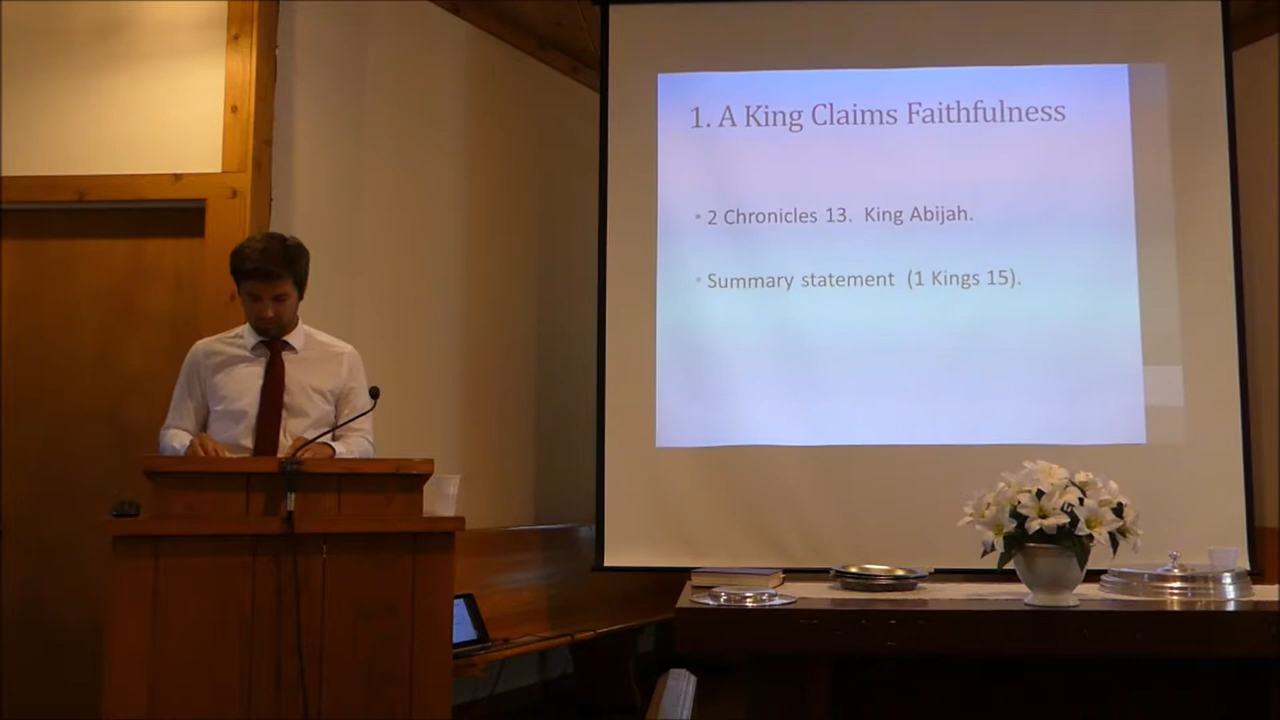 1. A King Claims Faithfulness
• 2 Chronicles 13.  King Abijah.
• Summary statement  (1 Kings 15).